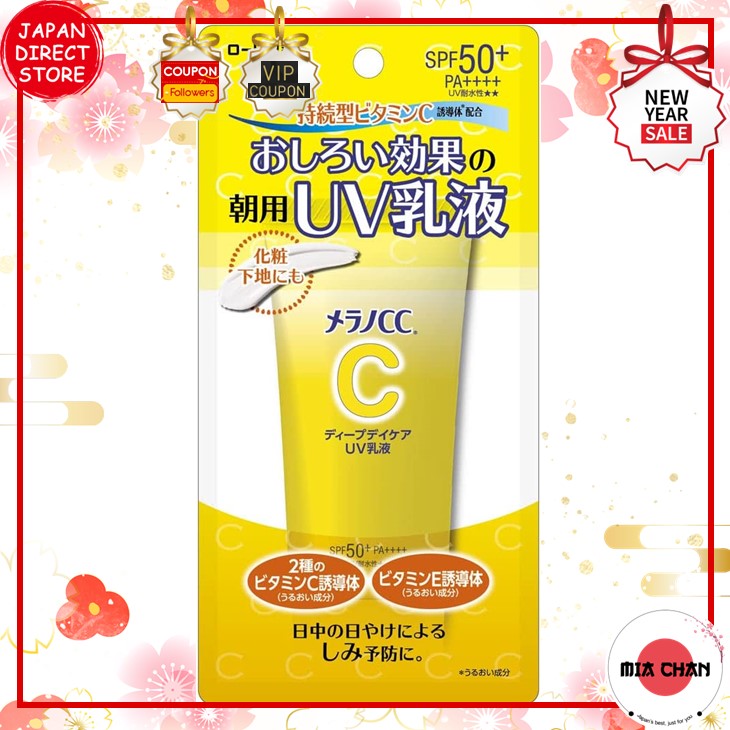 JAPAN
DIRECT
STORE
COUPON
Followers
VIP
COUPON
NEW
YEAR
SALE
SPF50+
PA++++
UV耐水性★★
持続型ビタミンC誘導体*配合
おしろい効果の
朝用UV乳液
化粧
下地にも
メラノCC®
C
ディープデイケア
UV乳液
SPF50+ PA++++
2種の
ビタミンC誘導体
(うるおい成分)
ビタミンE誘導体
(うるおい成分)
日中の日やけによる
しみ予防に。
*うるおい成分
MIA CHAN
Japan's best, just for you